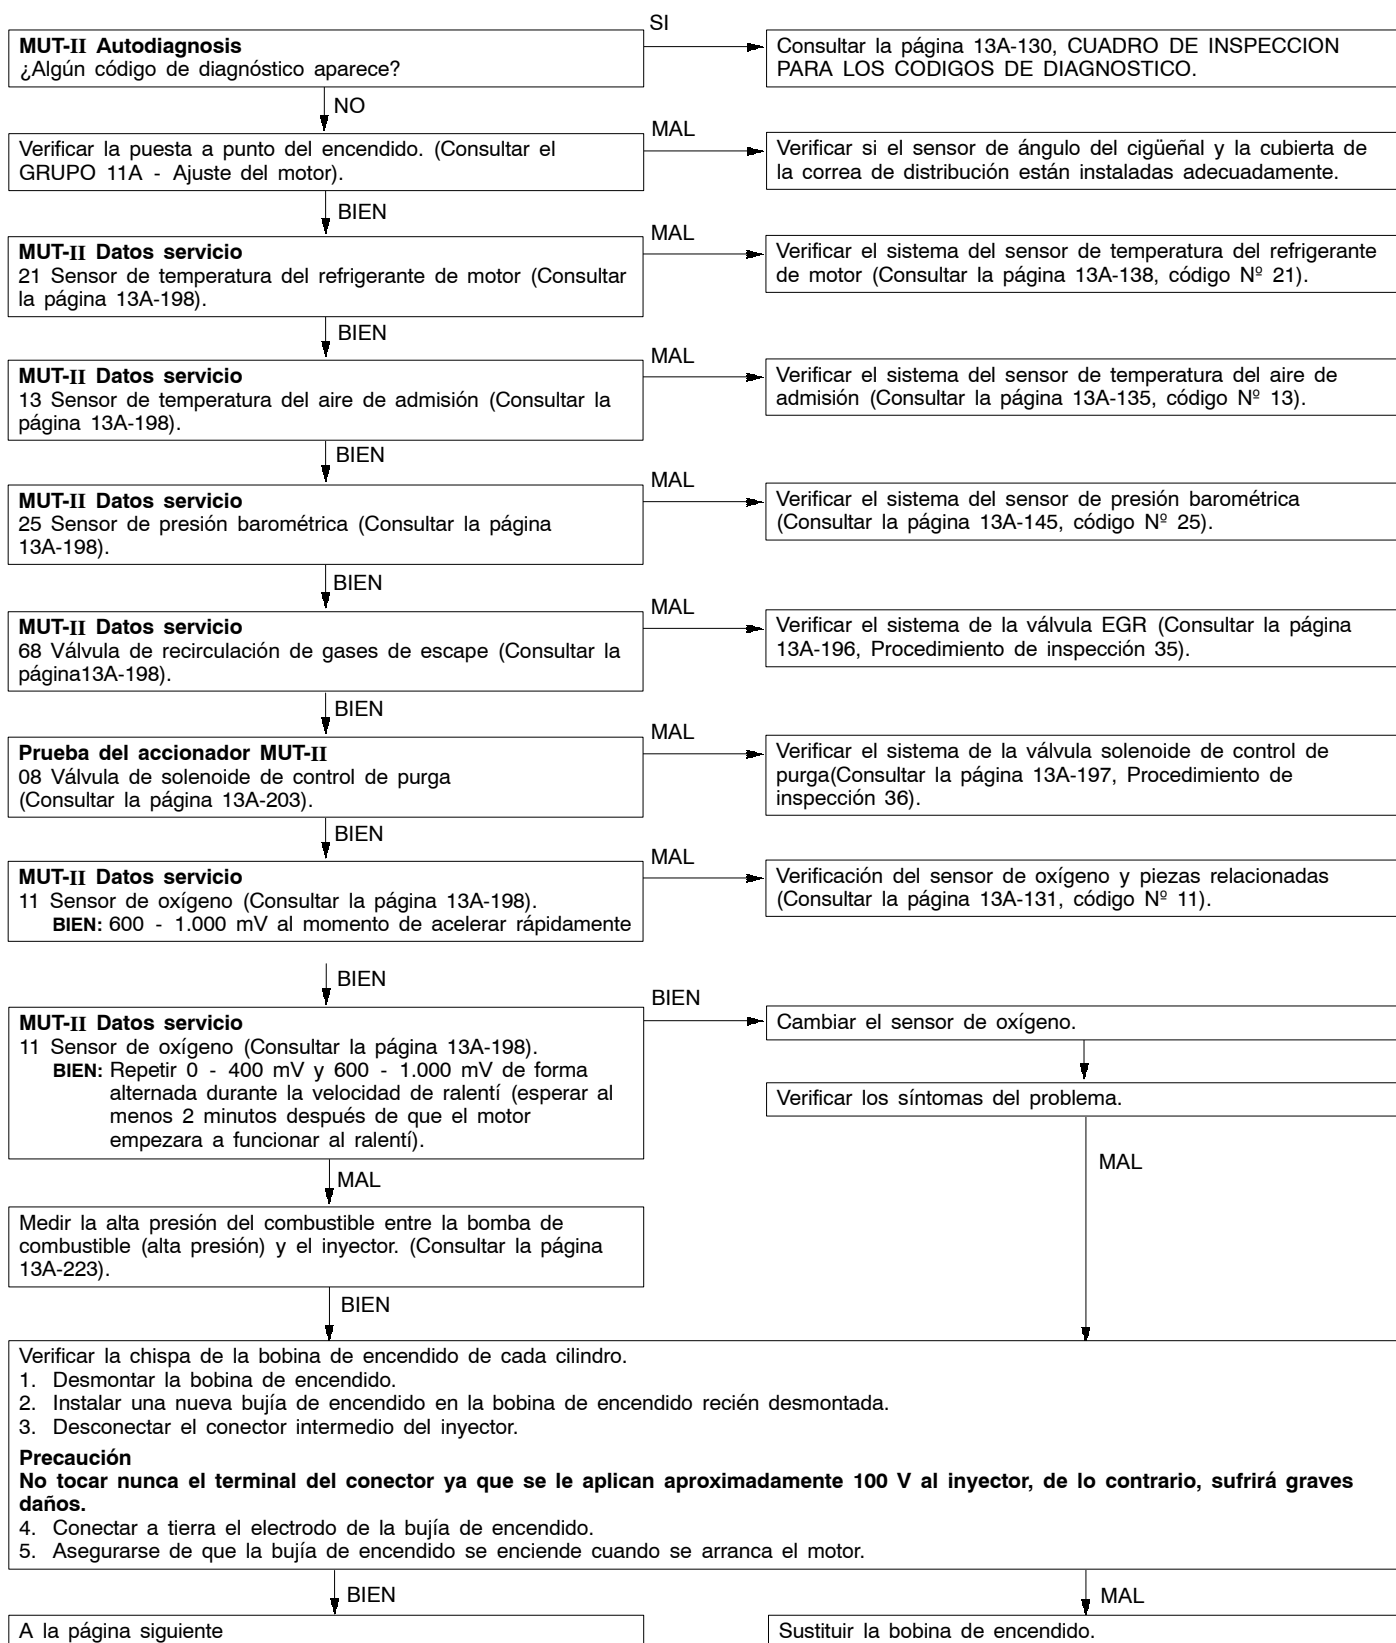 SI
MUT-II Autodiagnosis
¿Algún código de diagnóstico aparece?
Consultar la página 13A-130, CUADRO DE INSPECCION
PARA LOS CODIGOS DE DIAGNOSTICO.
NO
MAL
Verificar la puesta a punto del encendido. (Consultar el
GRUPO 11A - Ajuste del motor).
Verificar si el sensor de ángulo del cigüeñal y la cubierta de
la correa de distribución están instaladas adecuadamente.
BIEN
MAL
MUT-II Datos servicio
21 Sensor de temperatura del refrigerante de motor (Consultar
la página 13A-198).
Verificar el sistema del sensor de temperatura del refrigerante
de motor (Consultar la página 13A-138, código Nº 21).
BIEN
MAL
MUT-II Datos servicio
13 Sensor de temperatura del aire de admisión (Consultar la
página 13A-198).
Verificar el sistema del sensor de temperatura del aire de
admisión (Consultar la página 13A-135, código Nº 13).
BIEN
MAL
MUT-II Datos servicio
25 Sensor de presión barométrica (Consultar la página
13A-198).
Verificar el sistema del sensor de presión barométrica
(Consultar la página 13A-145, código Nº 25).
BIEN
MAL
MUT-II Datos servicio
68 Válvula de recirculación de gases de escape (Consultar la
página13A-198).
Verificar el sistema de la válvula EGR (Consultar la página
13A-196, Procedimiento de inspección 35).
BIEN
MAL
Prueba del accionador MUT-II
08 Válvula de solenoide de control de purga
(Consultar la página 13A-203).
Verificar el sistema de la válvula solenoide de control de
purga(Consultar la página 13A-197, Procedimiento de
inspección 36).
BIEN
MAL
MUT-II Datos servicio
11 Sensor de oxígeno (Consultar la página 13A-198).
BIEN: 600 - 1.000 mV al momento de acelerar rápidamente
Verificación del sensor de oxígeno y piezas relacionadas
(Consultar la página 13A-131, código Nº 11).
BIEN
BIEN
MUT-II Datos servicio
11 Sensor de oxígeno (Consultar la página 13A-198).
BIEN: Repetir 0 - 400 mV y 600 - 1.000 mV de forma
alternada durante la velocidad de ralentí (esperar al
menos 2 minutos después de que el motor
empezara a funcionar al ralentí).
Cambiar el sensor de oxígeno.
Verificar los síntomas del problema.
MAL
MAL
Medir la alta presión del combustible entre la bomba de
combustible (alta presión) y el inyector. (Consultar la página
13A-223).
BIEN
Verificar la chispa de la bobina de encendido de cada cilindro.
1. Desmontar la bobina de encendido.
2. Instalar una nueva bujía de encendido en la bobina de encendido recién desmontada.
3. Desconectar el conector intermedio del inyector.
Precaución
No tocar nunca el terminal del conector ya que se le aplican aproximadamente 100 V al inyector, de lo contrario, sufrirá graves
daños.
4. Conectar a tierra el electrodo de la bujía de encendido.
5. Asegurarse de que la bujía de encendido se enciende cuando se arranca el motor.
BIEN
MAL
A la página siguiente
Sustituir la bobina de encendido.